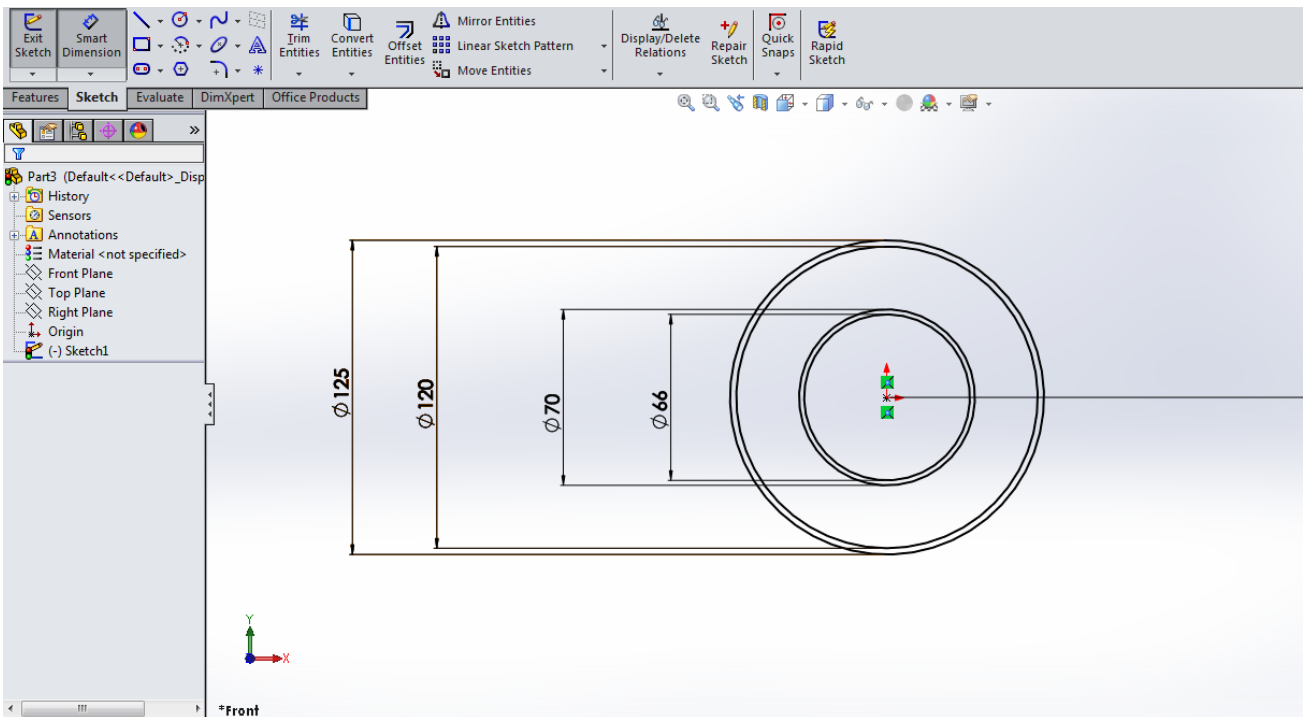 Exit Sketch
Smart Dimension
Trim Entities
Convert Entities
Offset Entities
Mirror Entities
Linear Sketch Pattern
Move Entities
Display/Delete Relations
Repair Sketch
Quick Snaps
Rapid Sketch
Features Sketch Evaluate DimXpert Office Products
»
Part3 (Default<<Default>_Disp
History
Sensors
A Annotations
Material <not specified>
Front Plane
Top Plane
Right Plane
Origin
(-) Sketch1
Ø125
Ø120
Ø70
Ø66
Y
X
*Front